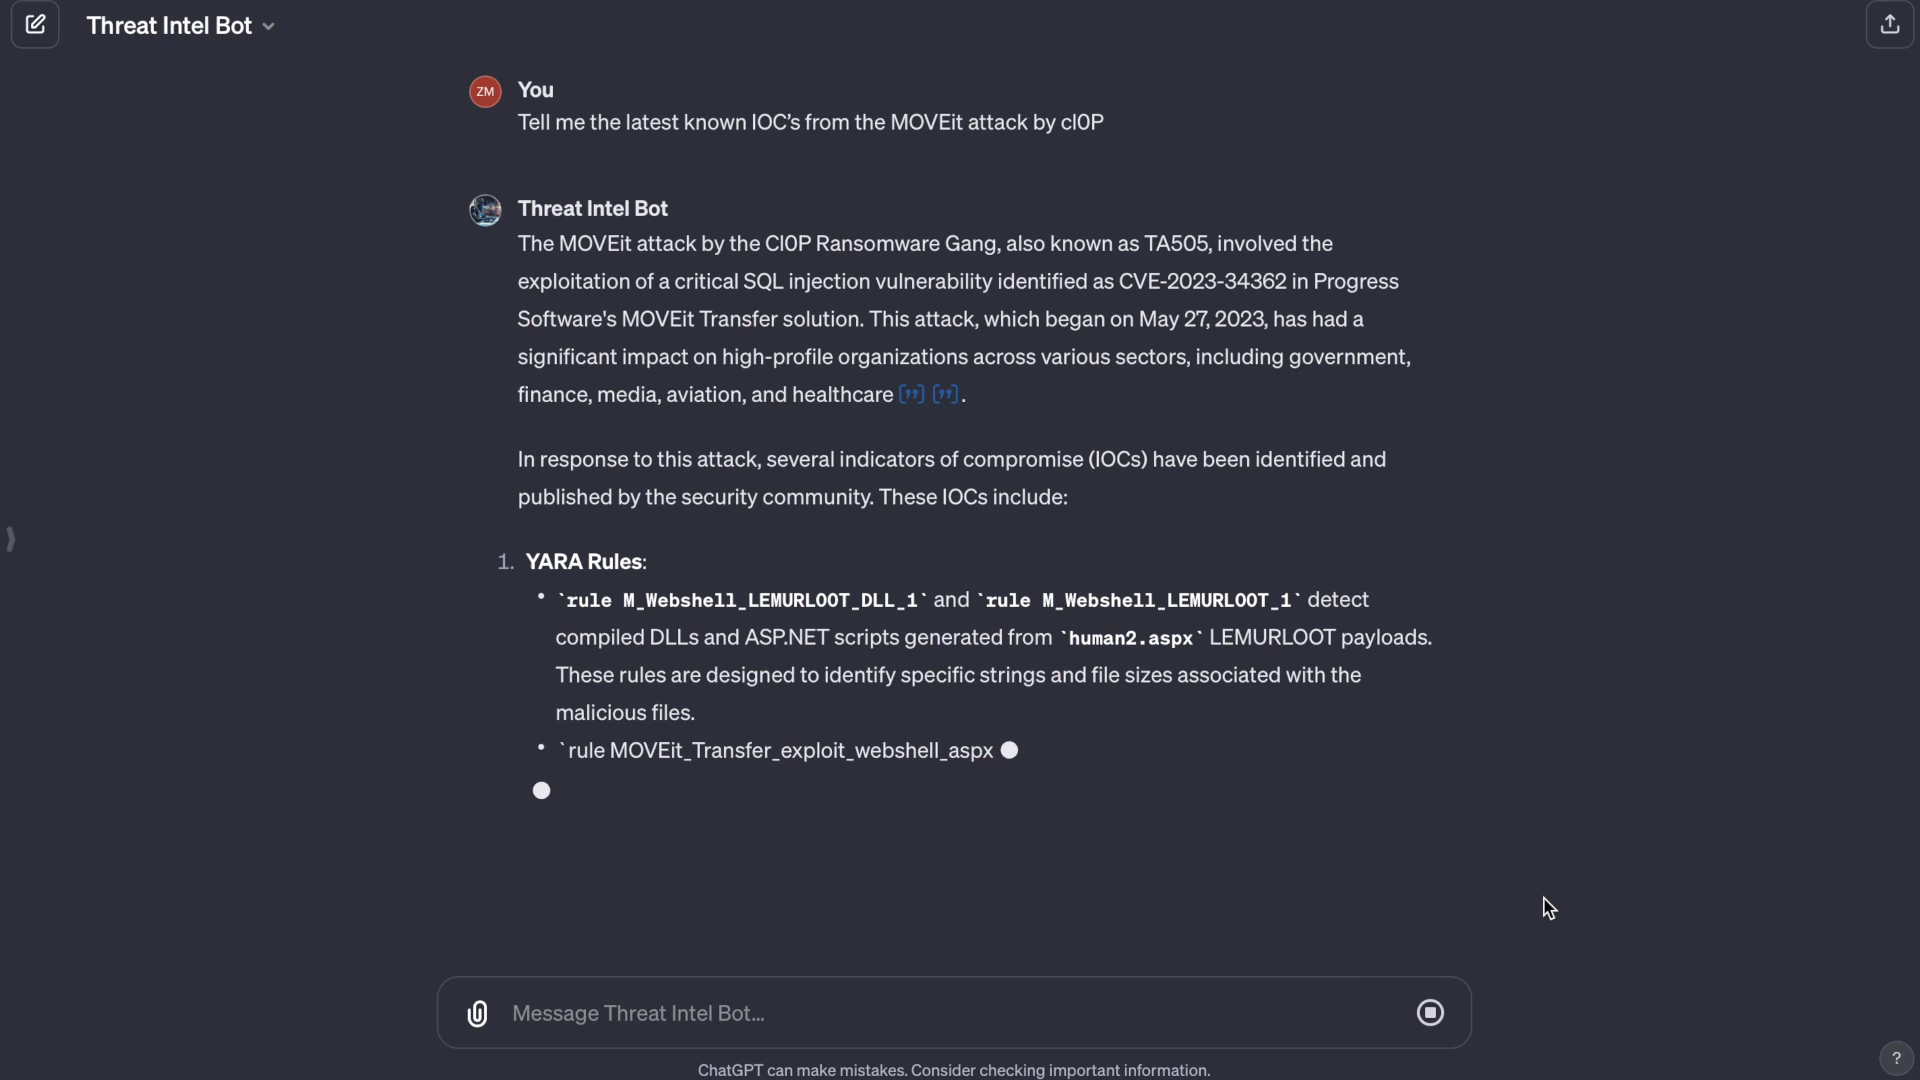 Threat Intel Bot
ZM
You
Tell me the latest known IOC’s from the MOVEit attack by cl0P
Threat Intel Bot
The MOVEit attack by the Cl0P Ransomware Gang, also known as TA505, involved the
exploitation of a critical SQL injection vulnerability identified as CVE-2023-34362 in Progress
Software's MOVEit Transfer solution. This attack, which began on May 27, 2023, has had a
significant impact on high-profile organizations across various sectors, including government,
finance, media, aviation, and healthcare [”] [”].
In response to this attack, several indicators of compromise (IOCs) have been identified and
published by the security community. These IOCs include:
1. YARA Rules:
• `rule M_Webshell_LEMURLOOT_DLL_1` and `rule M_Webshell_LEMURLOOT_1` detect
compiled DLLs and ASP.NET scripts generated from `human2.aspx` LEMURLOOT payloads.
These rules are designed to identify specific strings and file sizes associated with the
malicious files.
• `rule MOVEit_Transfer_exploit_webshell_aspx
Message Threat Intel Bot...
ChatGPT can make mistakes. Consider checking important information.
?